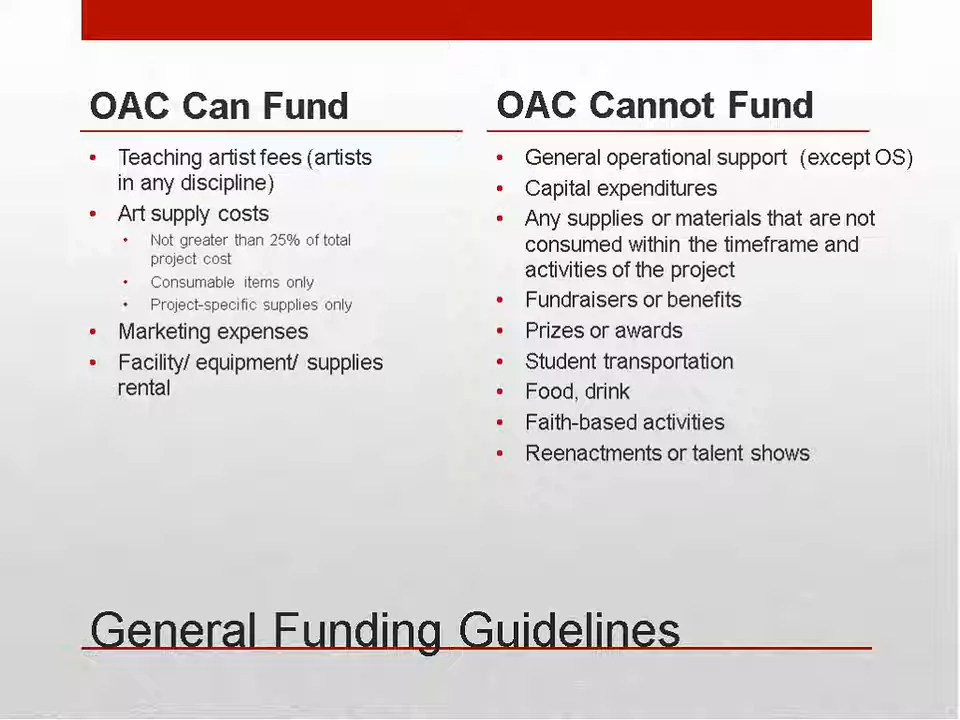 OAC Can Fund
• Teaching artist fees (artists
in any discipline)
• Art supply costs
• Not greater than 25% of total
project cost
• Consumable items only
• Project-specific supplies only
• Marketing expenses
• Facility/ equipment/ supplies
rental
OAC Cannot Fund
• General operational support (except OS)
• Capital expenditures
• Any supplies or materials that are not
consumed within the timeframe and
activities of the project
• Fundraisers or benefits
• Prizes or awards
• Student transportation
• Food, drink
• Faith-based activities
• Reenactments or talent shows
General Funding Guidelines